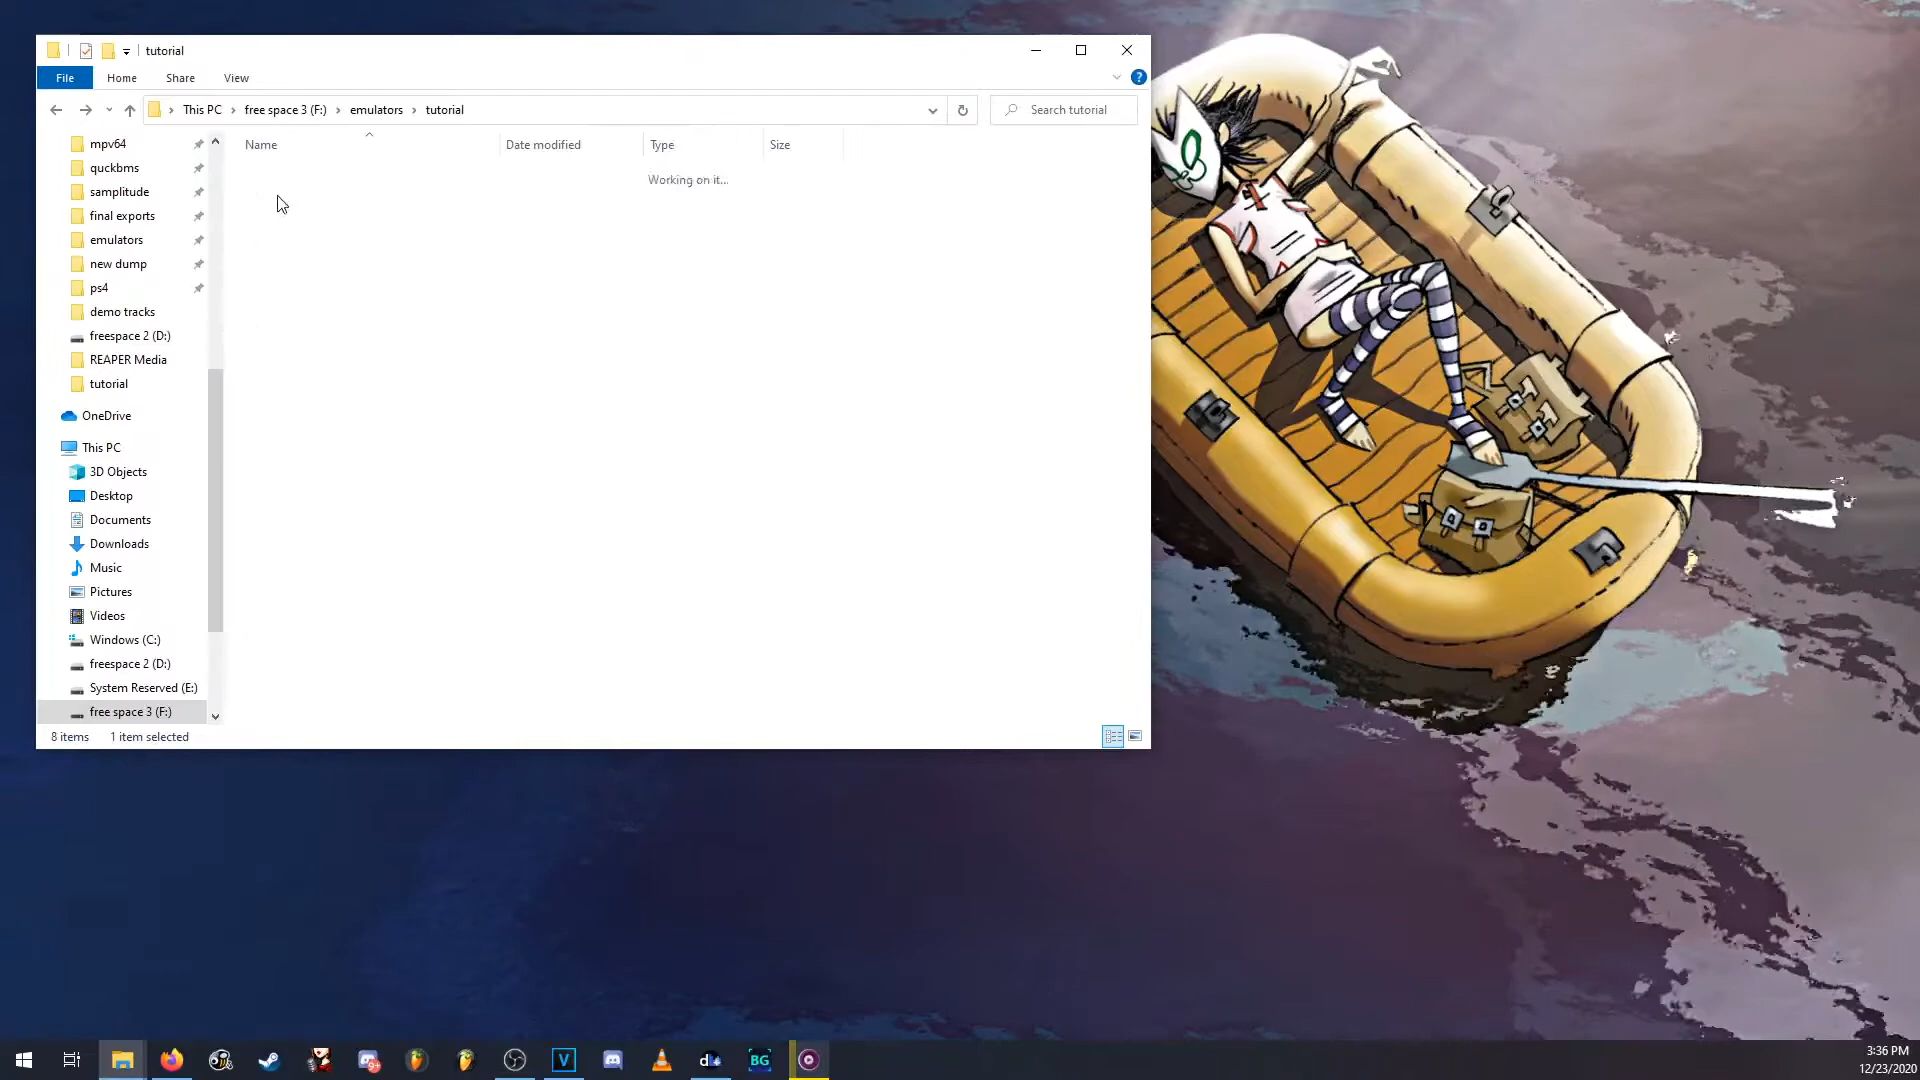 tutorial
File Home Share View
This PC free space 3 (F:) emulators tutorial
Search tutorial
Name Date modified Type Size
Working on it...
mpv64
quckbms
samplitude
final exports
emulators
new dump
ps4
demo tracks
freespace 2 (D:)
REAPER Media
tutorial
OneDrive
This PC
3D Objects
Desktop
Documents
Downloads
Music
Pictures
Videos
Windows (C:)
freespace 2 (D:)
System Reserved (E:)
free space 3 (F:)
8 items 1 item selected
9+
V
BG
3:36 PM
12/23/2020